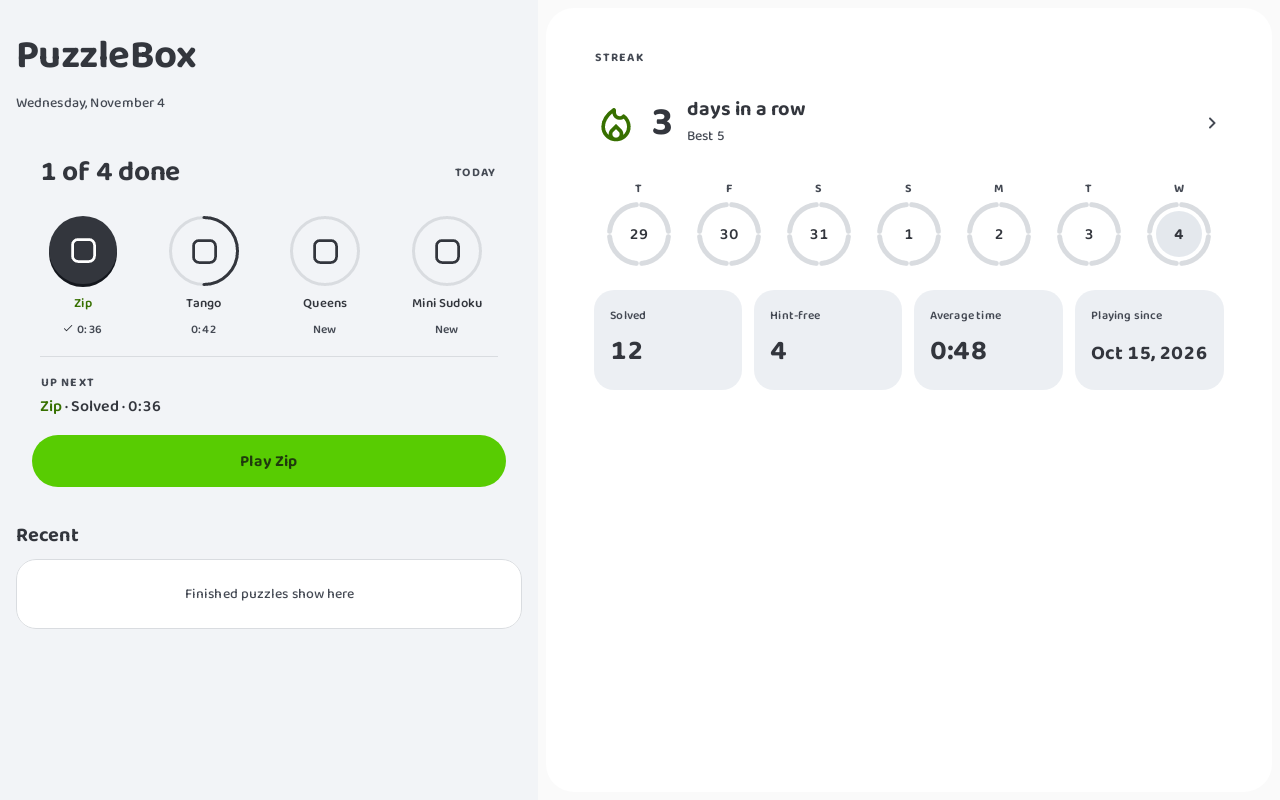 PuzzleBox
Wednesday, November 4
1 of 4 done
TODAY
Zip
Tango
Queens
Mini Sudoku
0:36
0:42
New
New
UP NEXT
Zip · Solved · 0:36
Play Zip
Recent
Finished puzzles show here
STREAK
3
days in a row
Best 5
T F S S M T W
29 30 31 1 2 3 4
Solved
12
Hint-free
4
Average time
0:48
Playing since
Oct 15, 2026